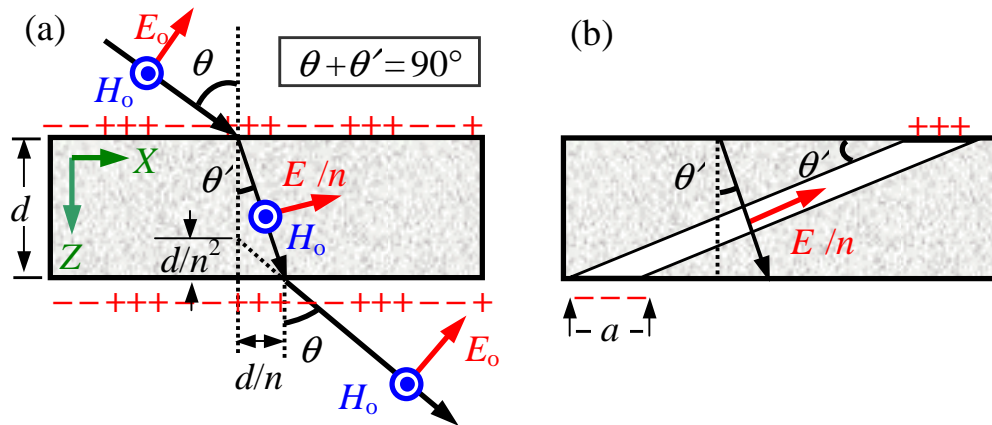 (a)
Eₒ
θ
θ + θ′ = 90°
Hₒ
− − − + + + − − − + + + − − − + + + − − − +
X
d
θ′
E /n
Hₒ
Z
d/n²
− − − + + + − − − + + + − − − + + + − − − +
θ
d/n
Eₒ
Hₒ
(b)
+ + +
θ′
θ′
E /n
− − − −
a